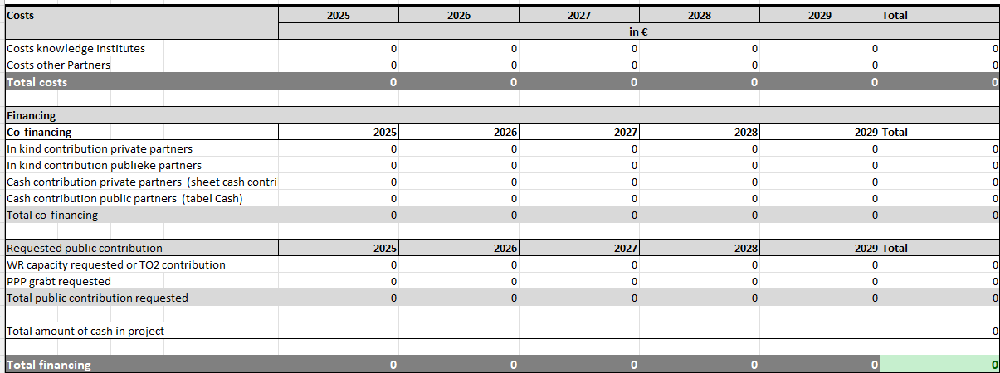 Costs 2025 2026 2027 2028 2029 Total
in €
Costs knowledge institutes 0 0 0 0 0 0
Costs other Partners 0 0 0 0 0 0
Total costs 0 0 0 0 0 0
Financing
Co-financing 2025 2026 2027 2028 2029 Total
In kind contribution private partners 0 0 0 0 0 0
In kind contribution publieke partners 0 0 0 0 0 0
Cash contribution private partners (sheet cash contri 0 0 0 0 0 0
Cash contribution public partners (tabel Cash) 0 0 0 0 0 0
Total co-financing 0 0 0 0 0 0
Requested public contribution 2025 2026 2027 2028 2029 Total
WR capacity requested or TO2 contribution 0 0 0 0 0 0
PPP grabt requested 0 0 0 0 0 0
Total public contribution requested 0 0 0 0 0 0
Total amount of cash in project 0
Total financing 0 0 0 0 0 0